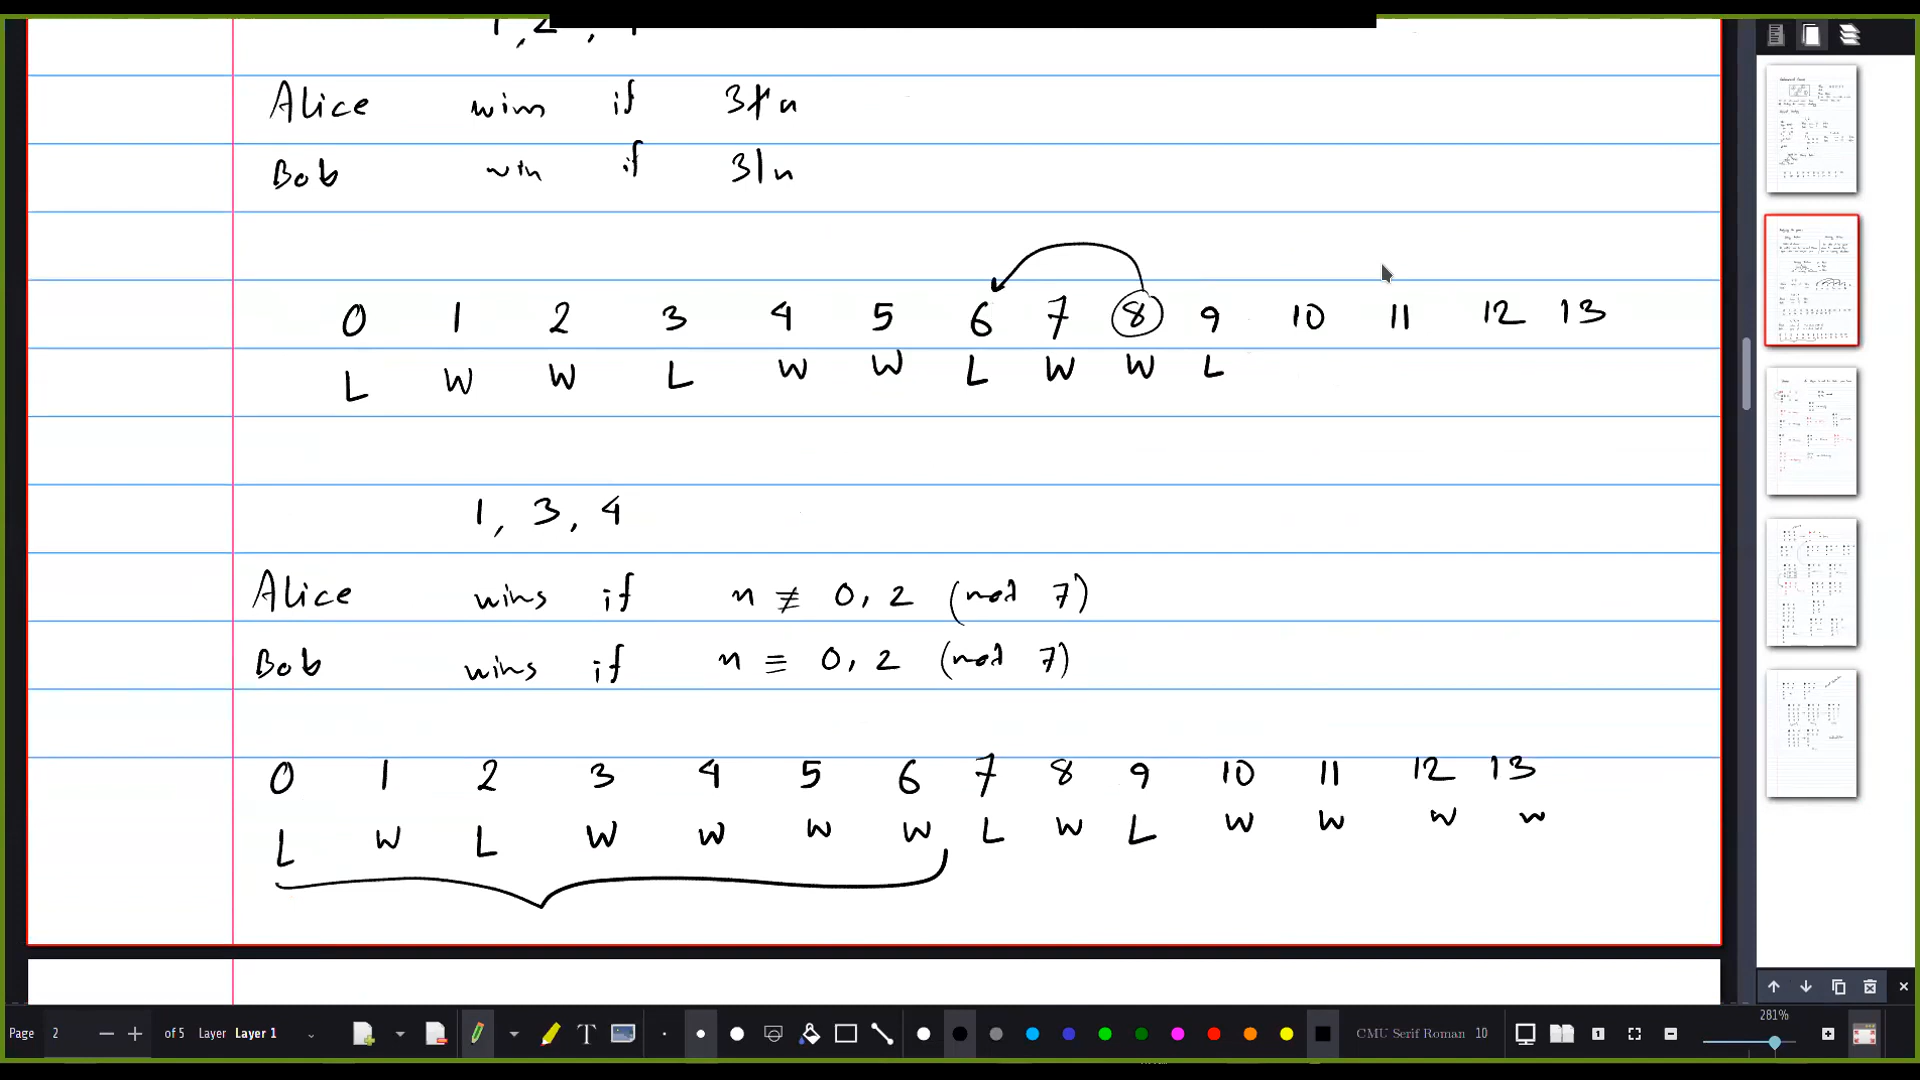 1, 2, 4
Alice wins if 3∤n
Bob win if 3|n
0 1 2 3 4 5 6 7 8 9 10 11 12 13
L W W L W W L W W L
1, 3, 4
Alice wins if n ≢ 0, 2 (mod 7)
Bob wins if n ≡ 0, 2 (mod 7)
0 1 2 3 4 5 6 7 8 9 10 11 12 13
L W L W W W W L W L W W W W
281%
Page 2 of 5 Layer Layer 1 CMU Serif Roman 10